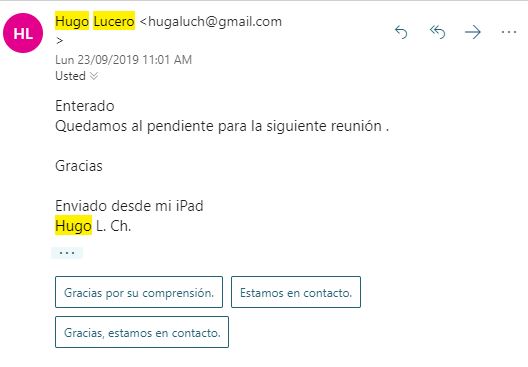 HL
Hugo Lucero <hugaluch@gmail.com
>
Lun 23/09/2019 11:01 AM
Usted
Enterado
Quedamos al pendiente para la siguiente reunión .
Gracias
Enviado desde mi iPad
Hugo L. Ch.
...
Gracias por su comprensión.
Estamos en contacto.
Gracias, estamos en contacto.